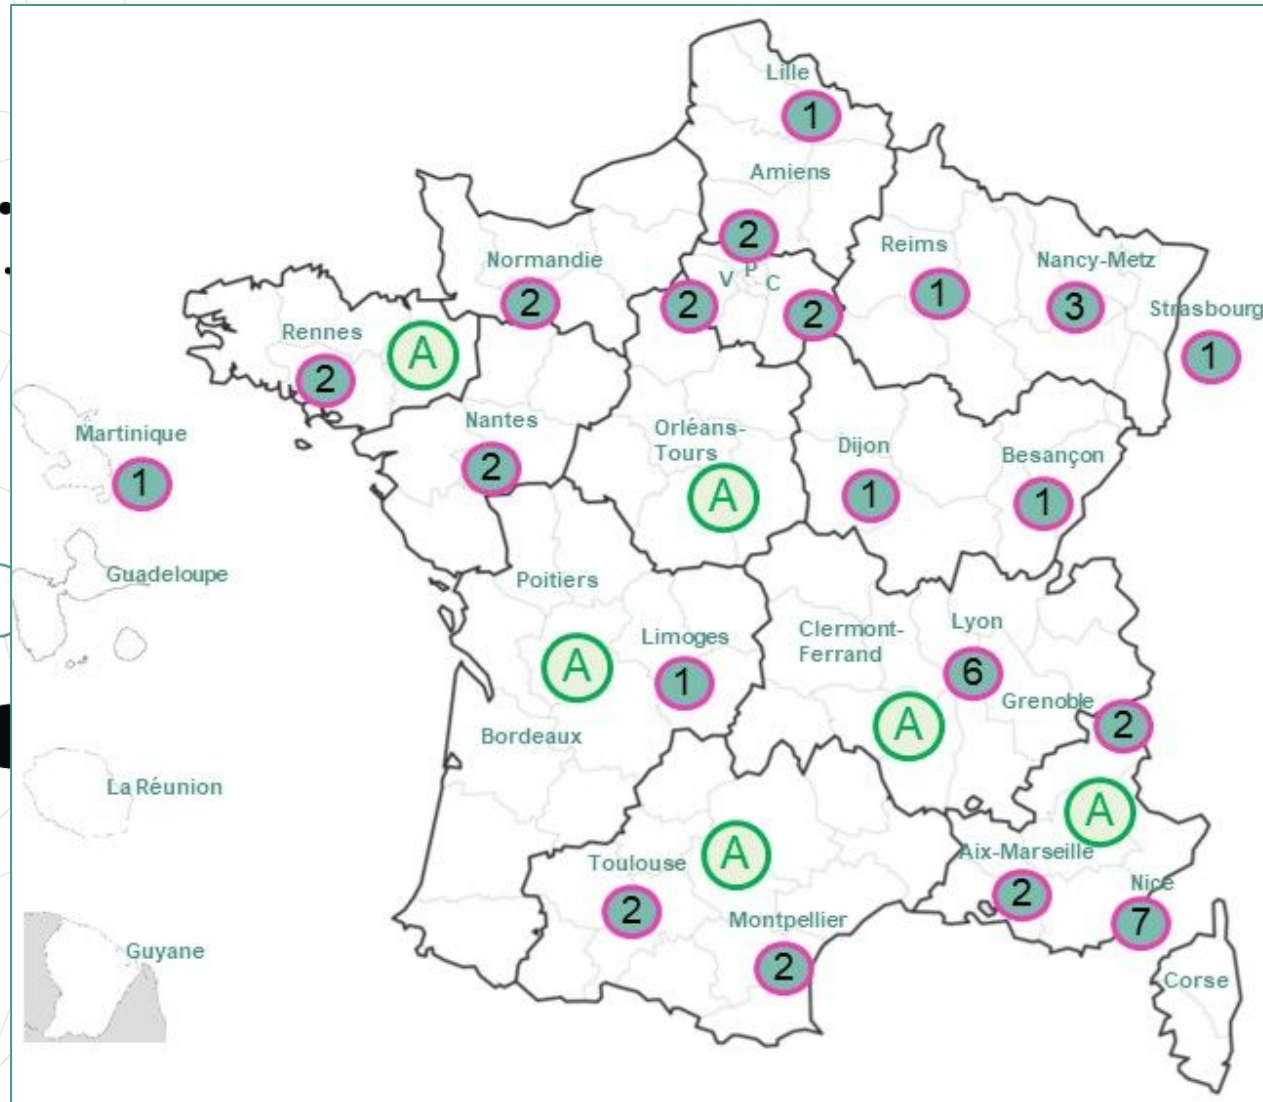 Lille
1
Amiens
2
Reims
1
Nancy-Metz
3
Strasbourg
1
Normandie
2
V
P
C
2
2
Rennes
2
A
Nantes
2
Orléans-
Tours
A
Dijon
1
Besançon
1
Martinique
1
Guadeloupe
Poitiers
A
Limoges
1
Bordeaux
Clermont-
Ferrand
A
Lyon
6
Grenoble
2
A
La Réunion
Toulouse
2
A
Montpellier
2
Aix-Marseille
2
Nice
7
Guyane
Corse